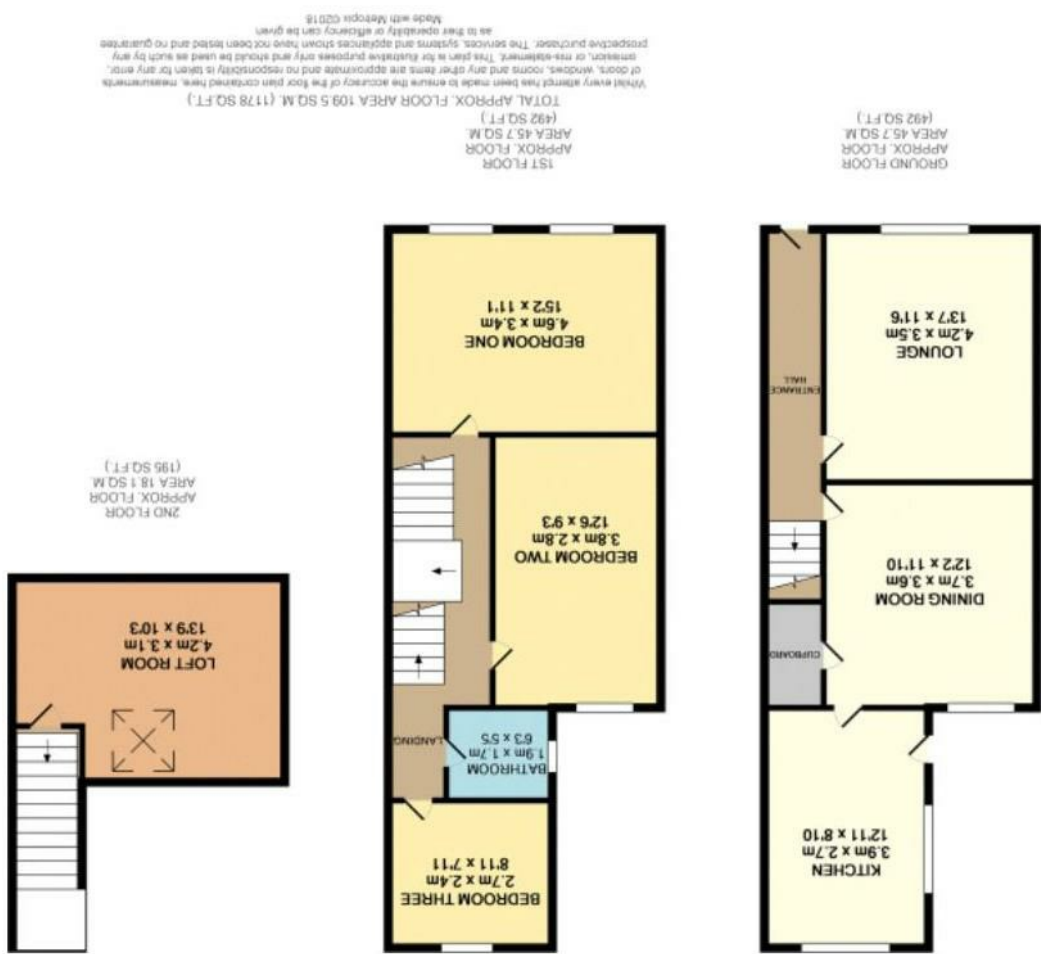 KITCHEN
3.9m x 2.7m
12'11 x 8'10
CUPBOARD
DINING ROOM
3.7m x 3.6m
12'2 x 11'10
ENTRANCE
HALL
LOUNGE
4.2m x 3.5m
13'7 x 11'6
GROUND FLOOR
APPROX. FLOOR
AREA 45.7 SQ.M.
(492 SQ.FT.)
BEDROOM THREE
2.7m x 2.4m
8'11 x 7'11
BATHROOM
1.9m x 1.7m
6'3 x 5'5
LANDING
BEDROOM TWO
3.8m x 2.8m
12'6 x 9'3
BEDROOM ONE
4.6m x 3.4m
15'2 x 11'1
1ST FLOOR
APPROX. FLOOR
AREA 45.7 SQ.M.
(492 SQ.FT.)
LOFT ROOM
4.2m x 3.1m
13'9 x 10'3
2ND FLOOR
APPROX. FLOOR
AREA 18.1 SQ.M.
(195 SQ.FT.)
TOTAL APPROX. FLOOR AREA 109.5 SQ.M. (1178 SQ.FT.)
Whilst every attempt has been made to ensure the accuracy of the floor plan contained here, measurements
of doors, windows, rooms and any other items are approximate and no responsibility is taken for any error,
omission, or mis-statement. This plan is for illustrative purposes only and should be used as such by any
prospective purchaser. The services, systems and appliances shown have not been tested and no guarantee
as to their operability or efficiency can be given
Made with Metropix ©2018